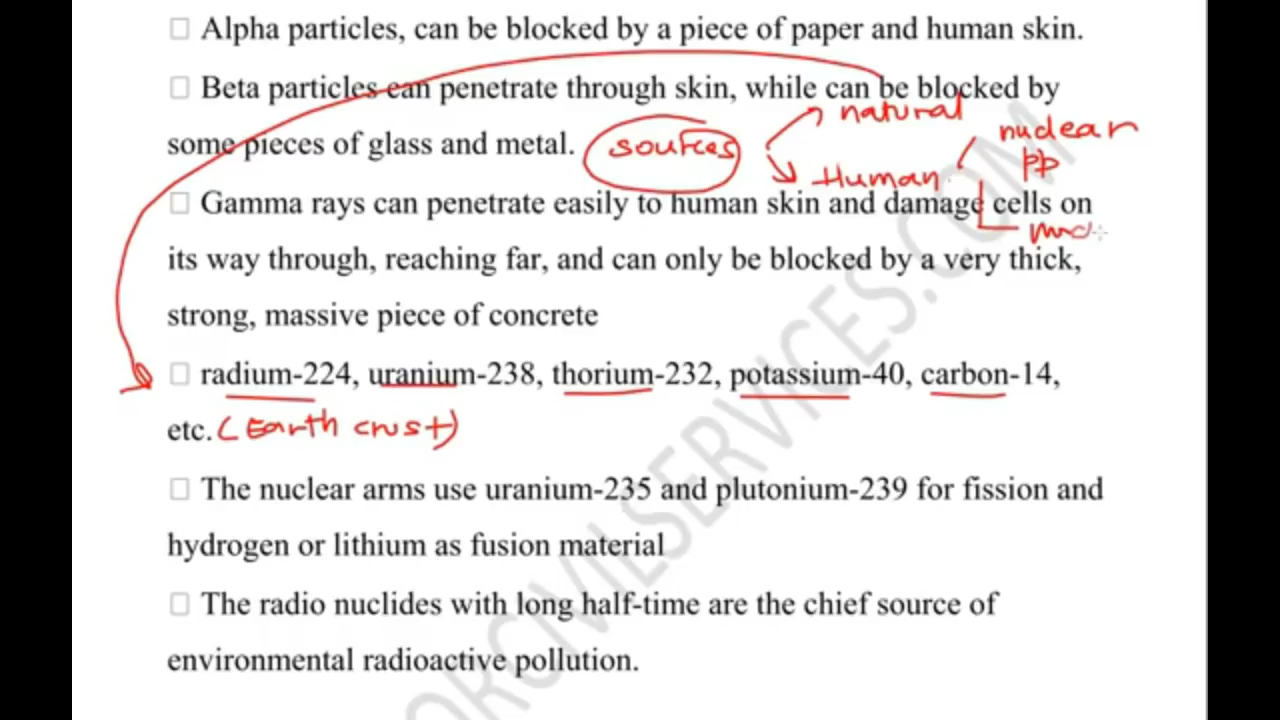 Alpha particles, can be blocked by a piece of paper and human skin.
Beta particles can penetrate through skin, while can be blocked by
natural
nuclear
some pieces of glass and metal. sources
pp
Human
Gamma rays can penetrate easily to human skin and damage cells on
its way through, reaching far, and can only be blocked by a very thick,
strong, massive piece of concrete
radium-224, uranium-238, thorium-232, potassium-40, carbon-14,
etc. (Earth crust)
The nuclear arms use uranium-235 and plutonium-239 for fission and
hydrogen or lithium as fusion material
The radio nuclides with long half-time are the chief source of
environmental radioactive pollution.
ORCIVILSERVICES.COM